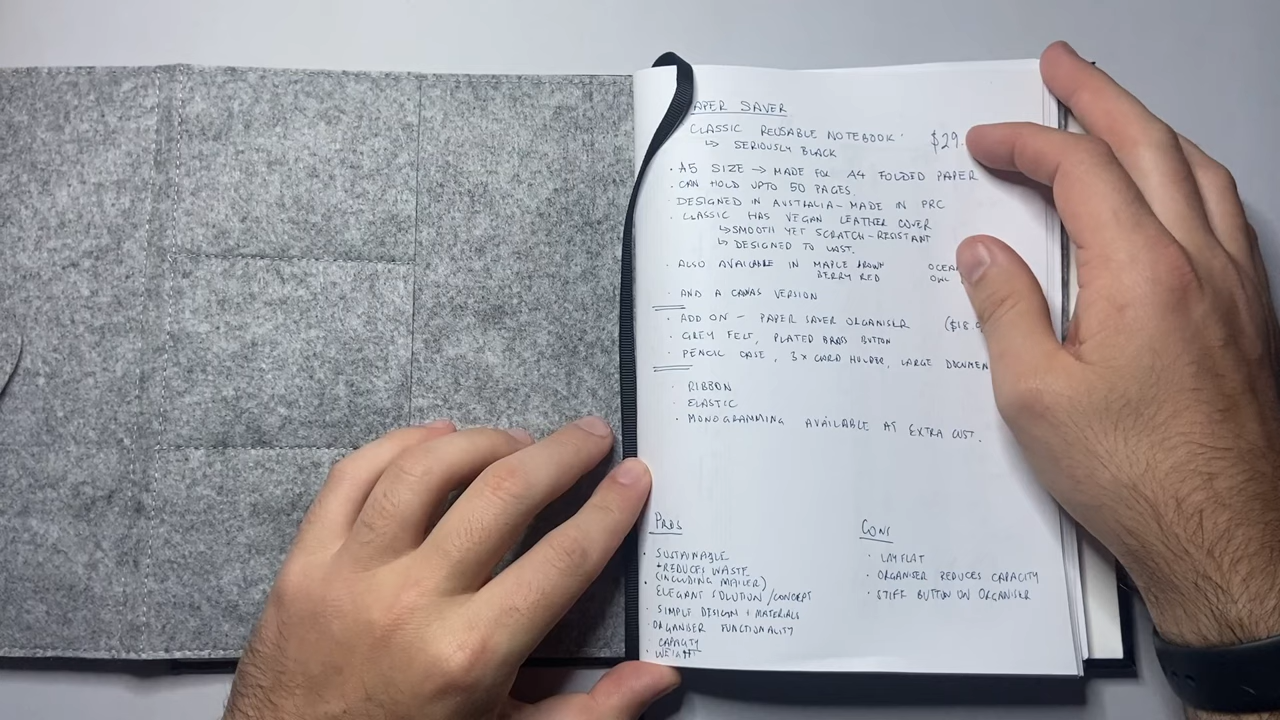 APER SAVER
CLASSIC REUSABLE NOTEBOOK $29.
↳ SERIOUSLY BLACK
· A5 SIZE → MADE FOR A4 FOLDED PAPER
· CAN HOLD UPTO 50 PAGES.
· DESIGNED IN AUSTRALIA - MADE IN PRC
· CLASSIC HAS VEGAN LEATHER COVER
↳ SMOOTH YET SCRATCH-RESISTANT
↳ DESIGNED TO LAST.
· ALSO AVAILABLE IN MAPLE BROWN OCEA
BERRY RED OWL
· AND A CANVAS VERSION
· ADD ON - PAPER SAVER ORGANISER ($18.
· GREY FELT, PLATED BRASS BUTTON
· PENCIL CASE, 3 x CARD HOLDER, LARGE DOCUMEN
· RIBBON
· ELASTIC
· MONOGRAMMING AVAILABLE AT EXTRA COST.
PROS
· SUSTAINABLE
+REDUCES WASTE
(INCLUDING MAILER)
· ELEGANT SOLUTION/CONCEPT
· SIMPLE DESIGN + MATERIALS
· ORGANISER FUNCTIONALITY
· CAPACITY
· WEIGHT
CONS
· LAY FLAT
· ORGANISER REDUCES CAPACITY
· STIFF BUTTON ON ORGANISER